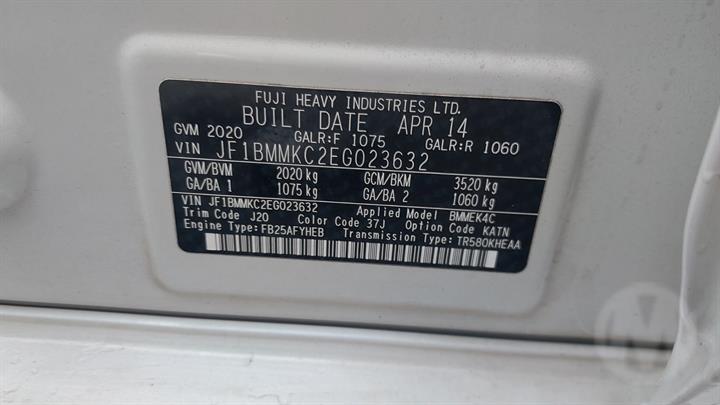 FUJI HEAVY INDUSTRIES LTD.
BUILT DATE APR 14
GVM 2020 GALR:F 1075 GALR:R 1060
VIN JF1BMMKC2EG023632
GVM/BVM 2020 kg GCM/BKM 3520 kg
GA/BA 1 1075 kg GA/BA 2 1060 kg
VIN JF1BMMKC2EG023632 Applied Model BMMEK4C
Trim Code J20 Color Code 37J Option Code KATN
Engine Type:FB25AFYHEB Transmission Type:TR580KHEAA
M